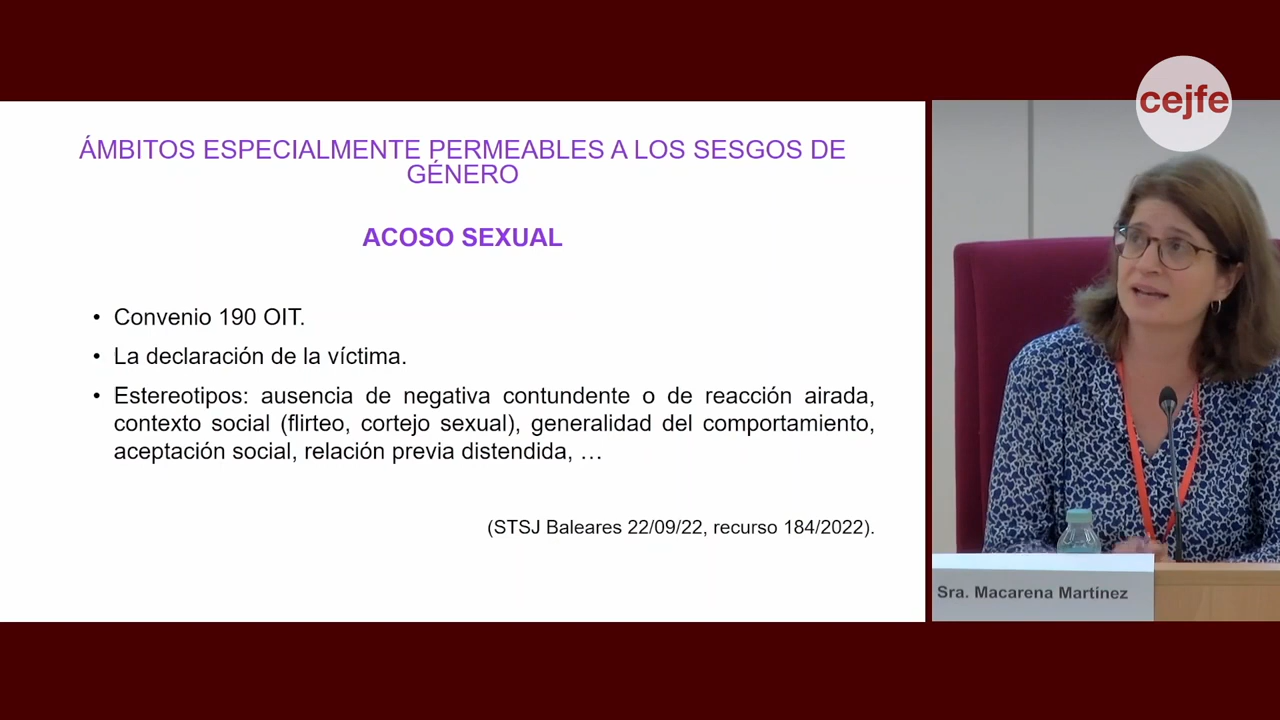 cejfe
ÁMBITOS ESPECIALMENTE PERMEABLES A LOS SESGOS DE
GÉNERO
ACOSO SEXUAL
• Convenio 190 OIT.
• La declaración de la víctima.
• Estereotipos: ausencia de negativa contundente o de reacción airada,
contexto social (flirteo, cortejo sexual), generalidad del comportamiento,
aceptación social, relación previa distendida, …
(STSJ Baleares 22/09/22, recurso 184/2022).
Sra. Macarena Martínez